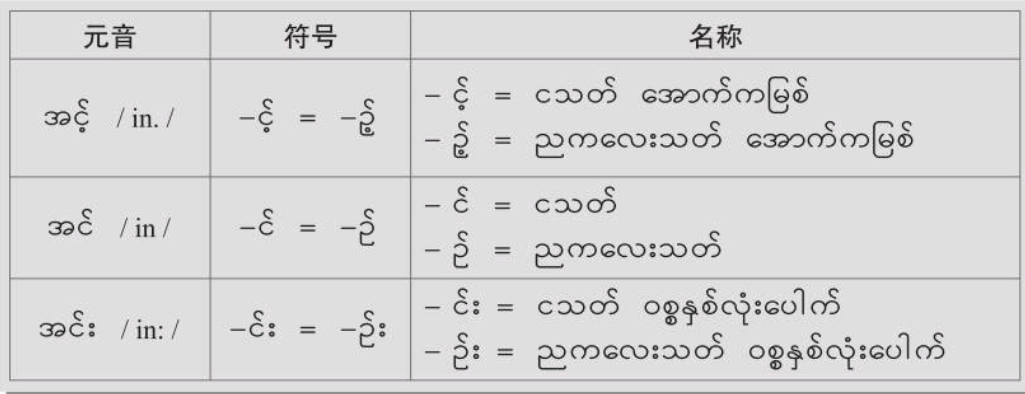 元音 符号 名称
– င့် = ငသတ် အောက်ကမြစ်
အင့် / in. / –င့် = –ဉ့်
– ဉ့် = ညကလေးသတ် အောက်ကမြစ်
– င် = ငသတ်
အင် / in / –င် = –ဉ်
– ဉ် = ညကလေးသတ်
– င်း = ငသတ် ဝစ္စနှစ်လုံးပေါက်
အင်း / in: / –င်း = –ဉ်း
– ဉ်း = ညကလေးသတ် ဝစ္စနှစ်လုံးပေါက်